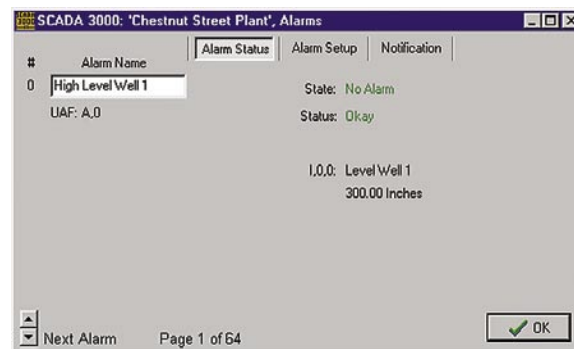 SCADA 3000: 'Chestnut Street Plant', Alarms
Alarm Status Alarm Setup Notification
# Alarm Name
0 High Level Well 1
UAF: A,0
State: No Alarm
Status: Okay
I,0,0: Level Well 1
300.00 Inches
Next Alarm Page 1 of 64
OK